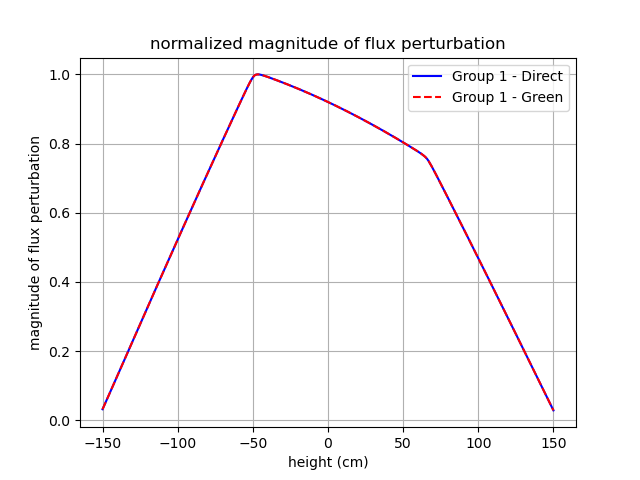 normalized magnitude of flux perturbation
Group 1 - Direct
Group 1 - Green
magnitude of flux perturbation
1.0
0.8
0.6
0.4
0.2
0.0
−150 −100 −50 0 50 100 150
height (cm)